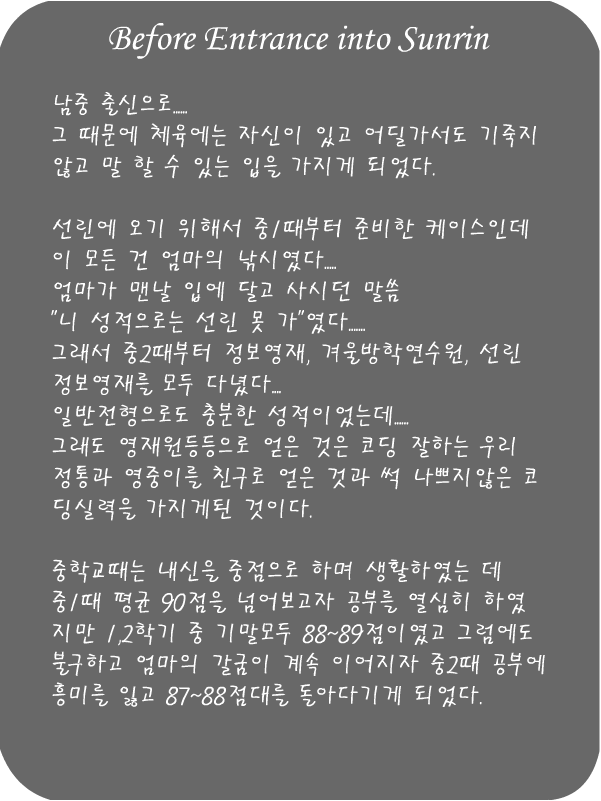 Before Entrance into Sunrin
남중 출신으로......
그 때문에 체육에는 자신이 있고 어딜가서도 기죽지
않고 말 할 수 있는 입을 가지게 되었다.
선린에 오기 위해서 중1때부터 준비한 케이스인데
이 모든 건 엄마의 낚시였다.....
엄마가 맨날 입에 달고 사시던 말씀
"니 성적으로는 선린 못 가"였다.......
그래서 중2때부터 정보영재, 겨울방학연수원, 선린
정보영재를 모두 다녔다....
일반전형으로도 충분한 성적이었는데......
그래도 영재원등등으로 얻은 것은 코딩 잘하는 우리
정통과 영중이를 친구로 얻은 것과 썩 나쁘지않은 코
딩실력을 가지게된 것이다.
중학교때는 내신을 중점으로 하며 생활하였는 데
중1때 평균 90점을 넘어보고자 공부를 열심히 하였
지만 1,2학기 중 기말모두 88~89점이였고 그럼에도
불구하고 엄마의 갈굼이 계속 이어지자 중2때 공부에
흥미를 잃고 87~88점대를 돌아다기게 되었다.